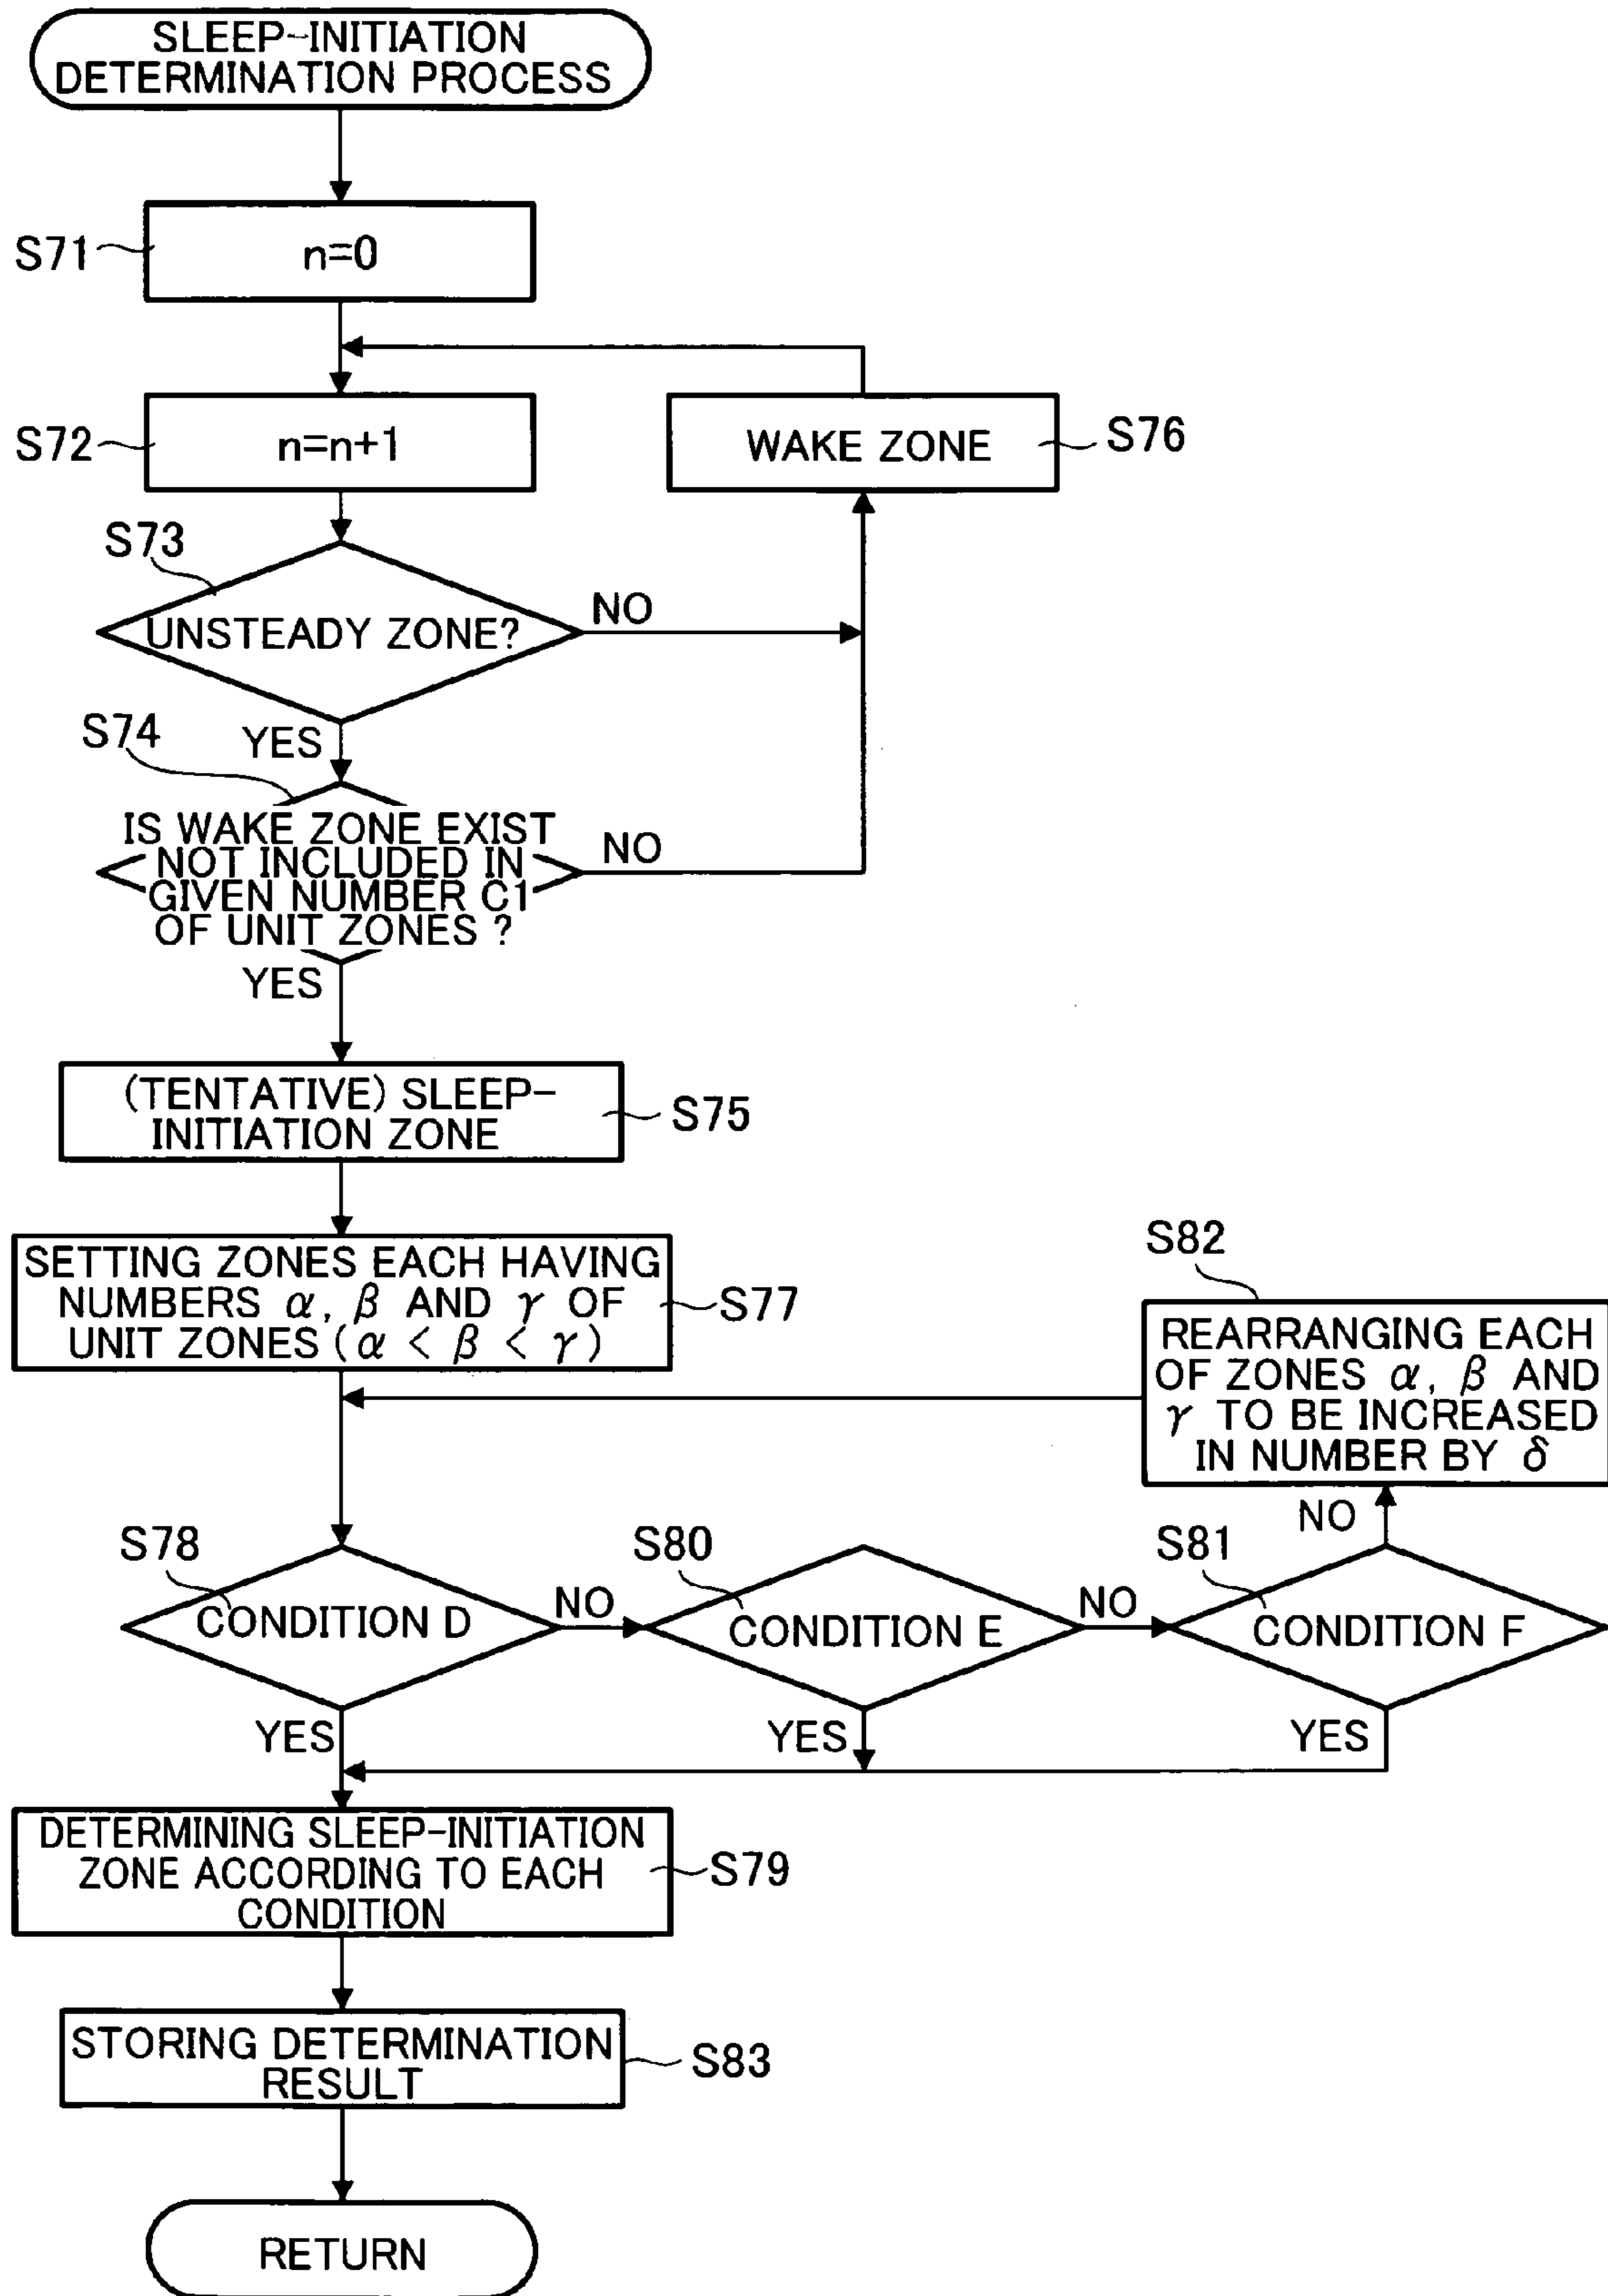 SLEEP-INITIATION
DETERMINATION PROCESS
S71
n=0
S72
n=n+1
WAKE ZONE
S76
S73
UNSTEADY ZONE?
NO
YES
S74
IS WAKE ZONE EXIST
NOT INCLUDED IN
GIVEN NUMBER C1
OF UNIT ZONES ?
NO
YES
(TENTATIVE) SLEEP-
INITIATION ZONE
S75
SETTING ZONES EACH HAVING
NUMBERS α, β AND γ OF
UNIT ZONES (α < β < γ)
S77
S82
REARRANGING EACH
OF ZONES α, β AND
γ TO BE INCREASED
IN NUMBER BY δ
NO
S78
CONDITION D
NO
S80
CONDITION E
NO
S81
CONDITION F
YES
YES
YES
DETERMINING SLEEP-INITIATION
ZONE ACCORDING TO EACH
CONDITION
S79
STORING DETERMINATION
RESULT
S83
RETURN